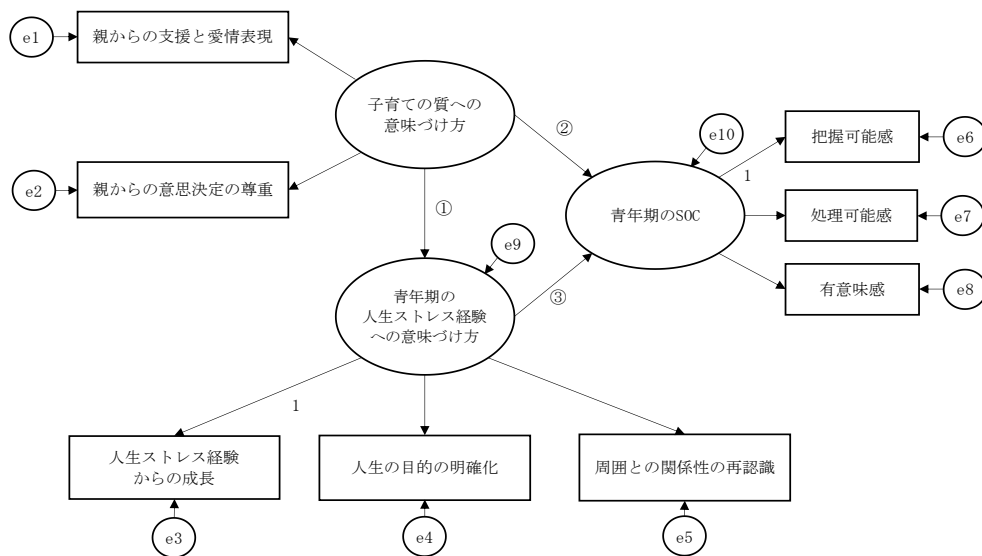 e1
親からの支援と愛情表現
子育ての質への
意味づけ方
②
e10
把握可能感
e6
1
e2
親からの意思決定の尊重
①
青年期のSOC
処理可能感
e7
e9
③
有意味感
e8
青年期の
人生ストレス経験
への意味づけ方
1
人生ストレス経験
からの成長
人生の目的の明確化
周囲との関係性の再認識
e3
e4
e5